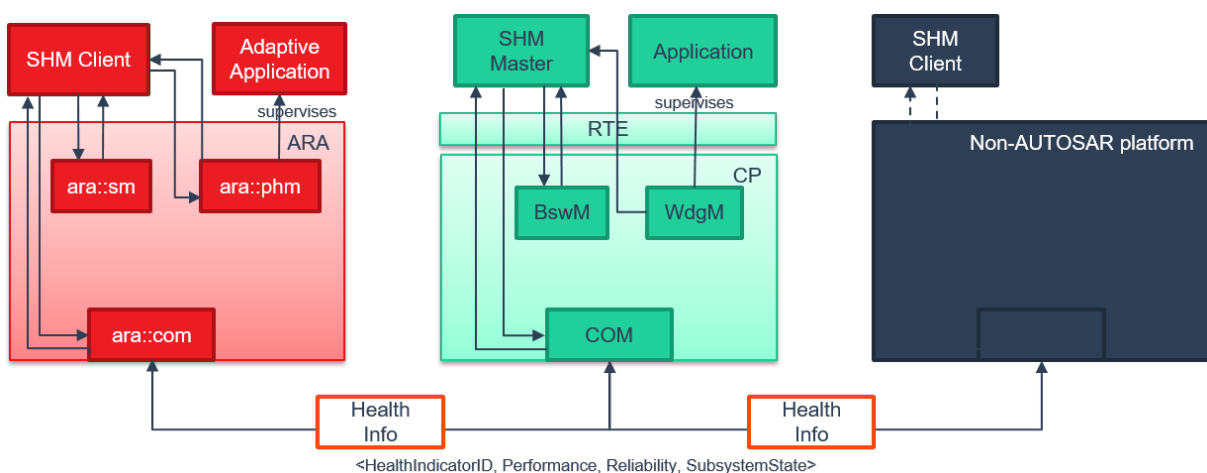 SHM Client
Adaptive
Application
supervises
ARA
ara::sm
ara::phm
ara::com
SHM
Master
Application
supervises
RTE
CP
BswM
WdgM
COM
SHM
Client
Non-AUTOSAR platform
Health
Info
Health
Info
<HealthIndicatorID, Performance, Reliability, SubsystemState>